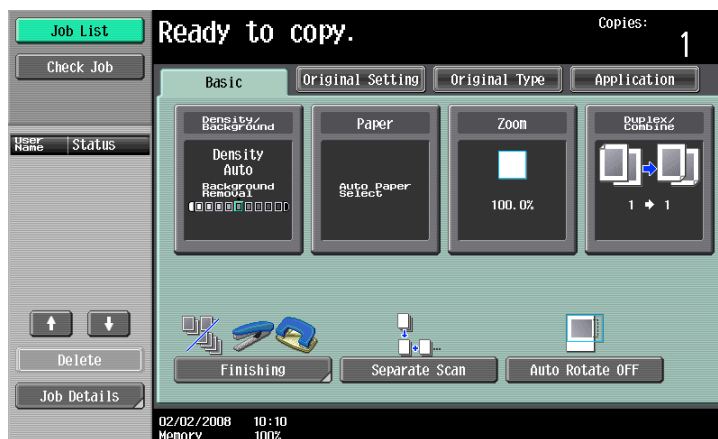 Job List
Check Job
User Name
Status
Delete
Job Details
Ready to copy.
Copies:
1
Basic
Original Setting
Original Type
Application
Density/
Background
Density
Auto
Background
Removal
Paper
Auto Paper
Select
Zoom
100.0%
Duplex/
Combine
1 → 1
Finishing
Separate Scan
Auto Rotate OFF
02/02/2008 10:10
Memory 100%